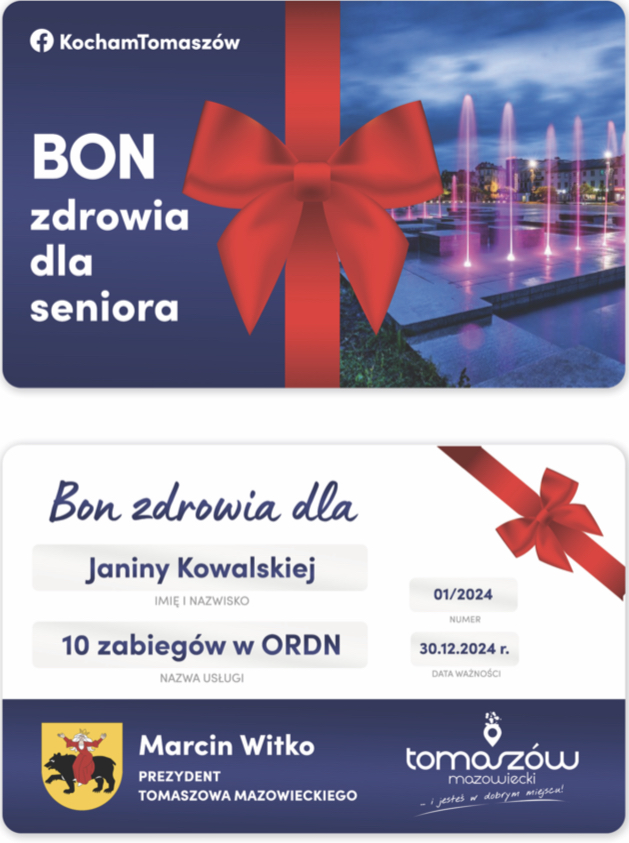 KochamTomaszów
BON
zdrowia
dla
seniora
Bon zdrowia dla
Janiny Kowalskiej
IMIĘ I NAZWISKO
10 zabiegów w ORDN
NAZWA USŁUGI
01/2024
NUMER
30.12.2024 r.
DATA WAŻNOŚCI
Marcin Witko
PREZYDENT
TOMASZOWA MAZOWIECKIEGO
tomaszów
mazowiecki
... i jesteś w dobrym miejscu!